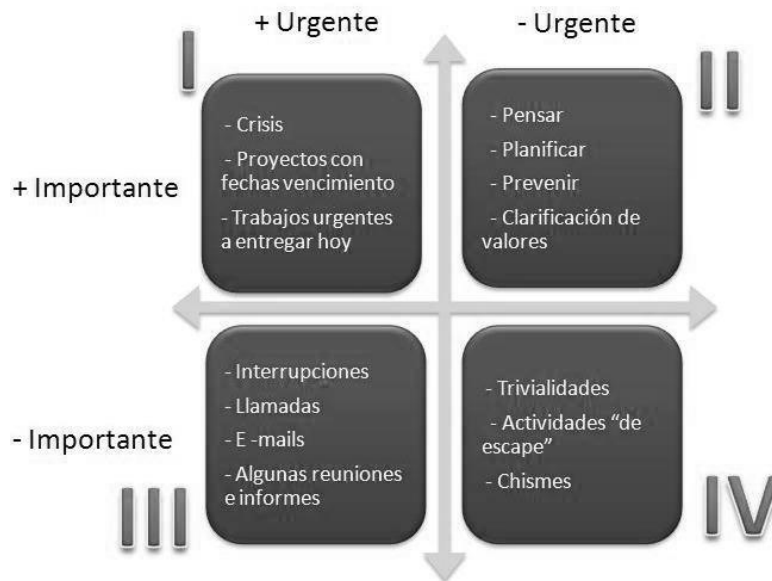 + Urgente
- Urgente
I
II
+ Importante
- Crisis
- Proyectos con
fechas vencimiento
- Trabajos urgentes
a entregar hoy
- Pensar
- Planificar
- Prevenir
- Clarificación de
valores
- Importante
- Interrupciones
- Llamadas
- E -mails
- Algunas reuniones
e informes
- Trivialidades
- Actividades “de
escape”
- Chismes
III
IV